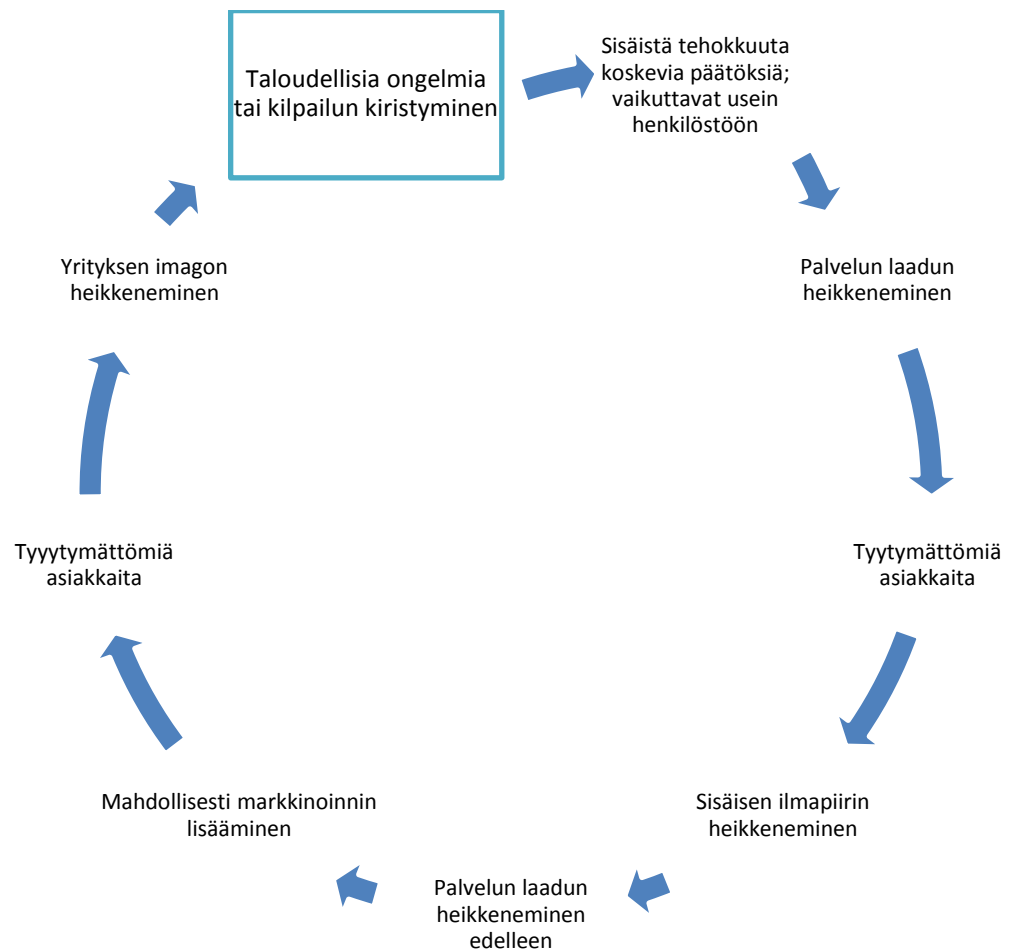 Taloudellisia ongelmia
tai kilpailun kiristyminen
Sisäistä tehokkuuta
koskevia päätöksiä;
vaikuttavat usein
henkilöstöön
Palvelun laadun
heikkeneminen
Tyytymättömiä
asiakkaita
Sisäisen ilmapiirin
heikkeneminen
Palvelun laadun
heikkeneminen
edelleen
Mahdollisesti markkinoinnin
lisääminen
Tyyytymättömiä
asiakkaita
Yrityksen imagon
heikkeneminen